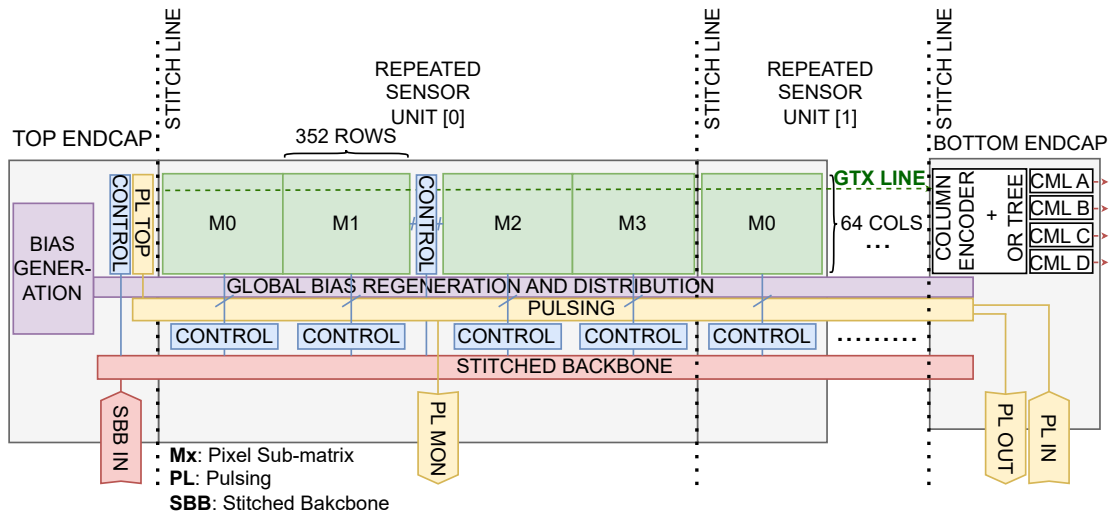 STITCH LINE
STITCH LINE
STITCH LINE
REPEATED
SENSOR
UNIT [0]
REPEATED
SENSOR
UNIT [1]
TOP ENDCAP
352 ROWS
BOTTOM ENDCAP
BIAS
GENER-
ATION
CONTROL
PL TOP
M0
M1
CONTROL
M2
M3
M0
GTX LINE
64 COLS
...
COLUMN
ENCODER
+
OR TREE
CML A
CML B
CML C
CML D
GLOBAL BIAS REGENERATION AND DISTRIBUTION
PULSING
CONTROL
CONTROL
CONTROL
CONTROL
CONTROL
.........
STITCHED BACKBONE
SBB IN
PL MON
PL OUT
PL IN
Mx: Pixel Sub-matrix
PL: Pulsing
SBB: Stitched Bakcbone